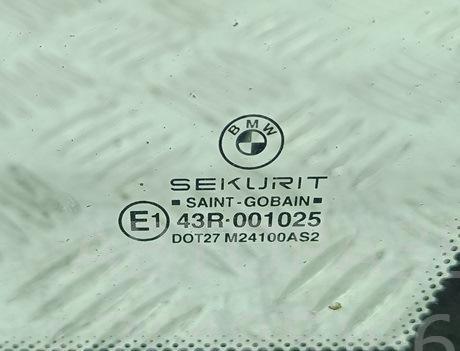 BMW
SEKURIT
SAINT-GOBAIN
E1 43R-001025
DOT27 M24100AS2